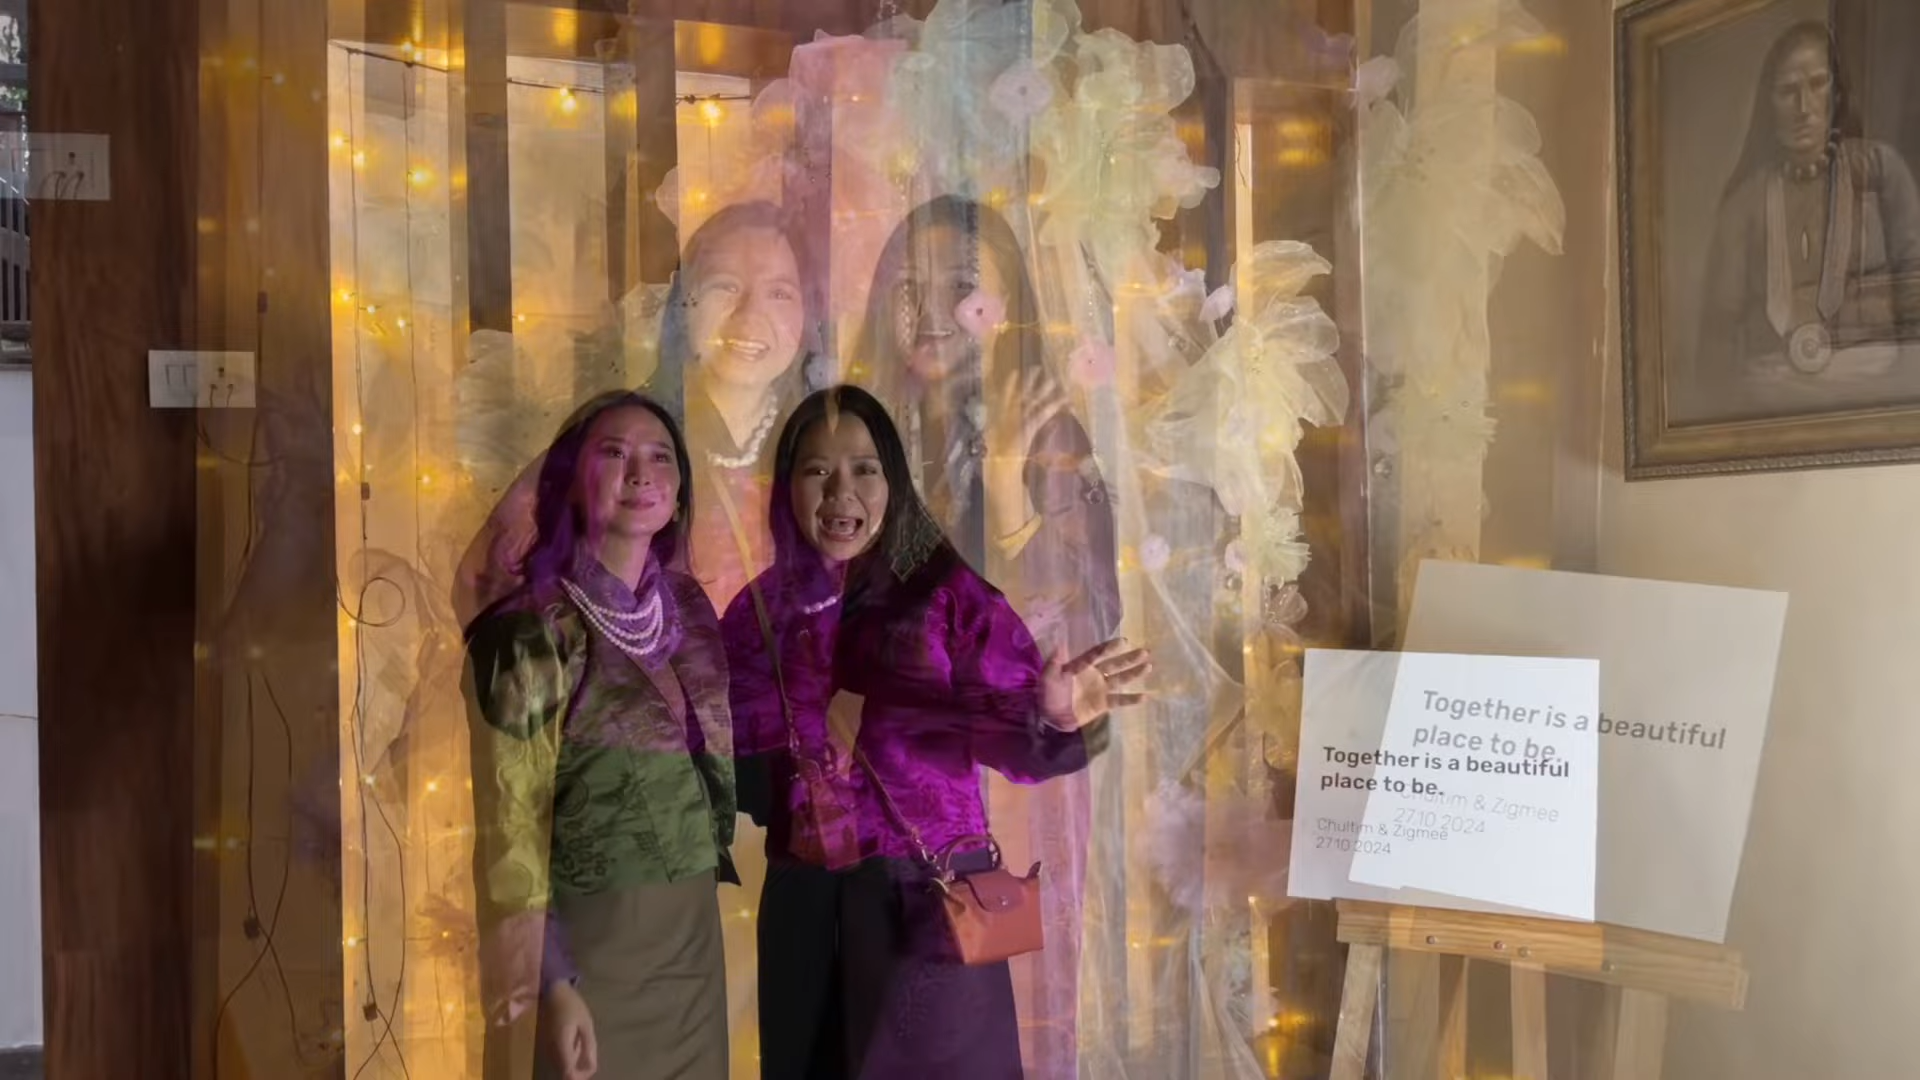 Together is a beautiful
place to be.
Chultim & Zigmee
27.10 2024
Together is a beautiful
place to be.
Chultim & Zigmee
27.10 2024